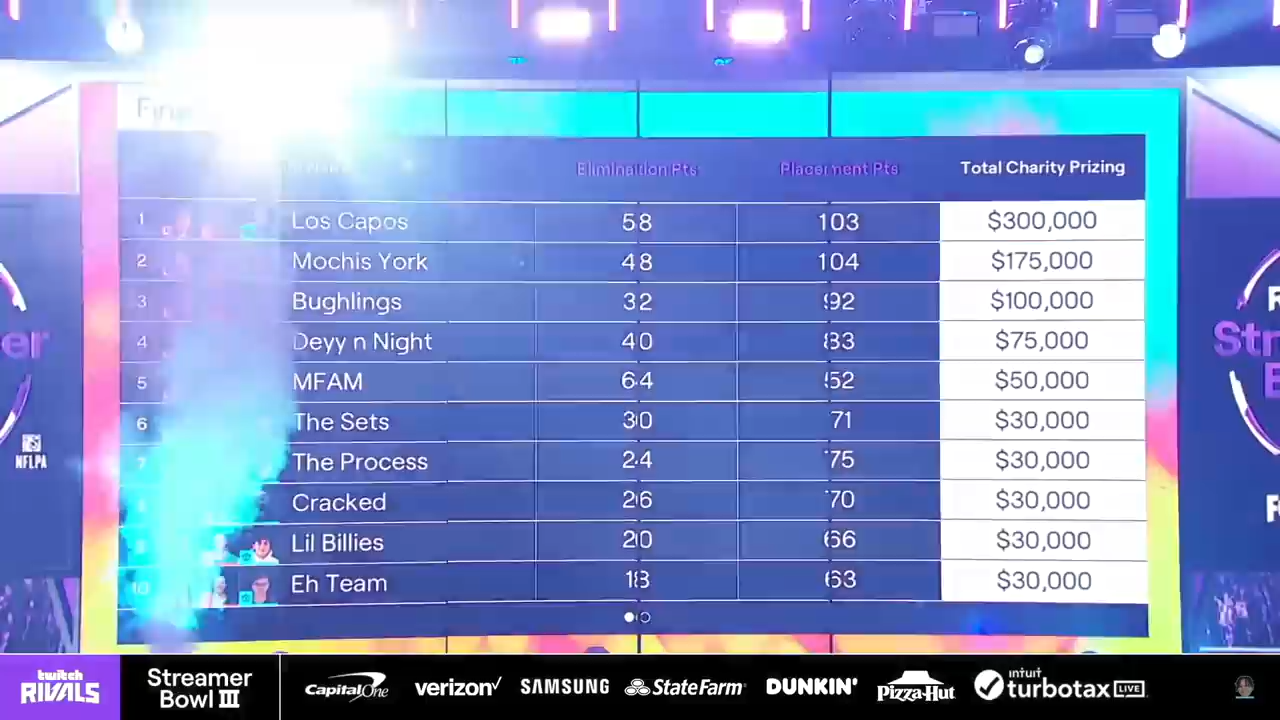 Elimination Pts Placement Pts Total Charity Prizing
1 Los Capos 58 103 $300,000
2 Mochis York 48 104 $175,000
3 Bughlings 32 92 $100,000
4 Deyy n Night 40 83 $75,000
5 MFAM 64 52 $50,000
6 The Sets 30 71 $30,000
7 The Process 24 75 $30,000
Cracked 26 70 $30,000
Lil Billies 20 66 $30,000
10 Eh Team 18 63 $30,000
NFLPA
twitch RIVALS
Streamer Bowl III
Capital One verizon SAMSUNG State Farm DUNKIN' Pizza Hut intuit turbotax LIVE